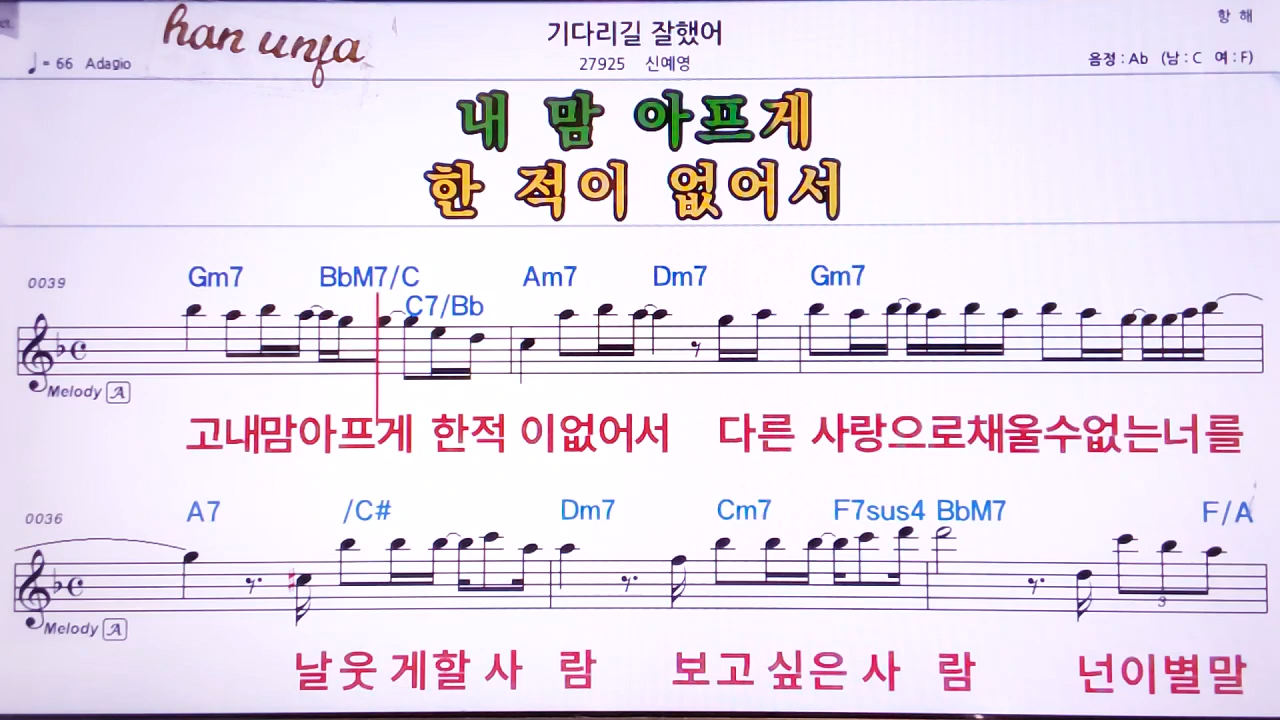 han unja
기다리길 잘했어
항 해
♩= 66 Adagio
27925 신예영
음정 : Ab (남 : C 여 : F)
내 맘 아프게
한 적이 없어서
0039 Gm7 BbM7/C C7/Bb Am7 Dm7 Gm7
Melody A
고내맘아프게 한적 이없어서 다른 사랑으로채울수없는너를
0036 A7 /C# Dm7 Cm7 F7sus4 BbM7 F/A
3
Melody A
날웃 게할 사 람 보고 싶은 사 람 넌이별말